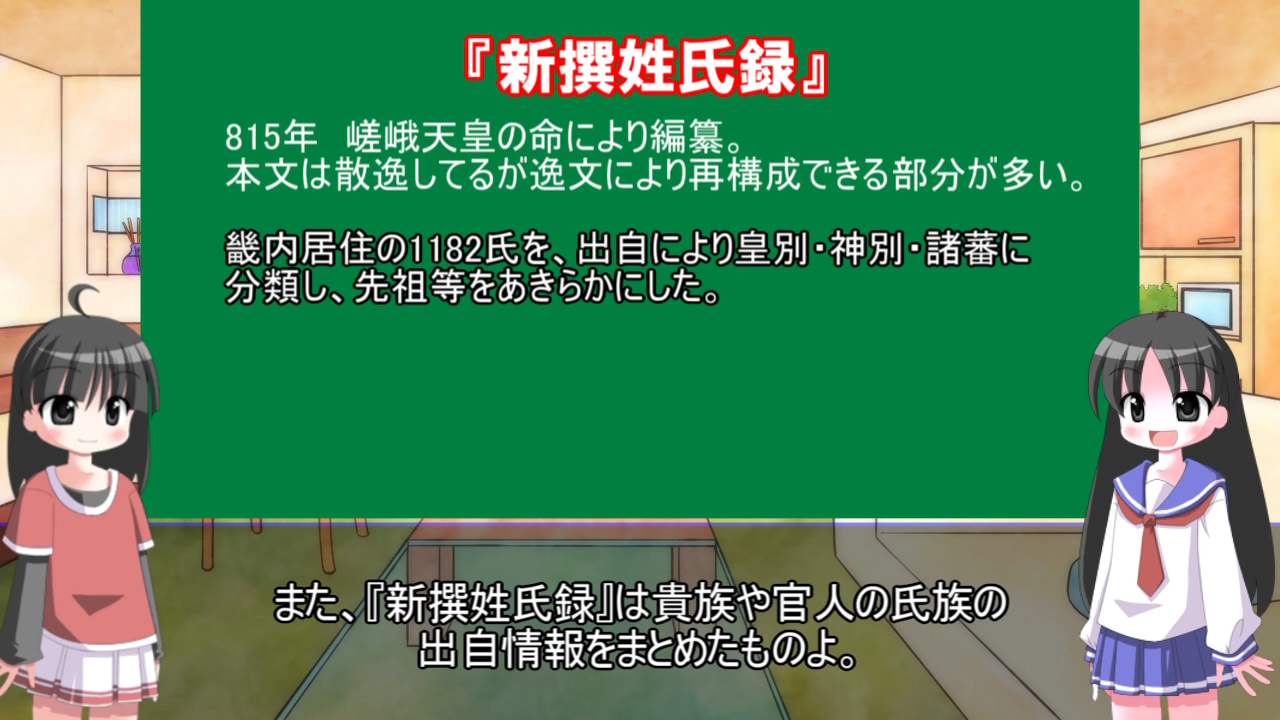 『新撰姓氏録』
815年　嵯峨天皇の命により編纂。
本文は散逸してるが逸文により再構成できる部分が多い。
畿内居住の1182氏を、出自により皇別・神別・諸蕃に
分類し、先祖等をあきらかにした。
また、『新撰姓氏録』は貴族や官人の氏族の
出自情報をまとめたものよ。